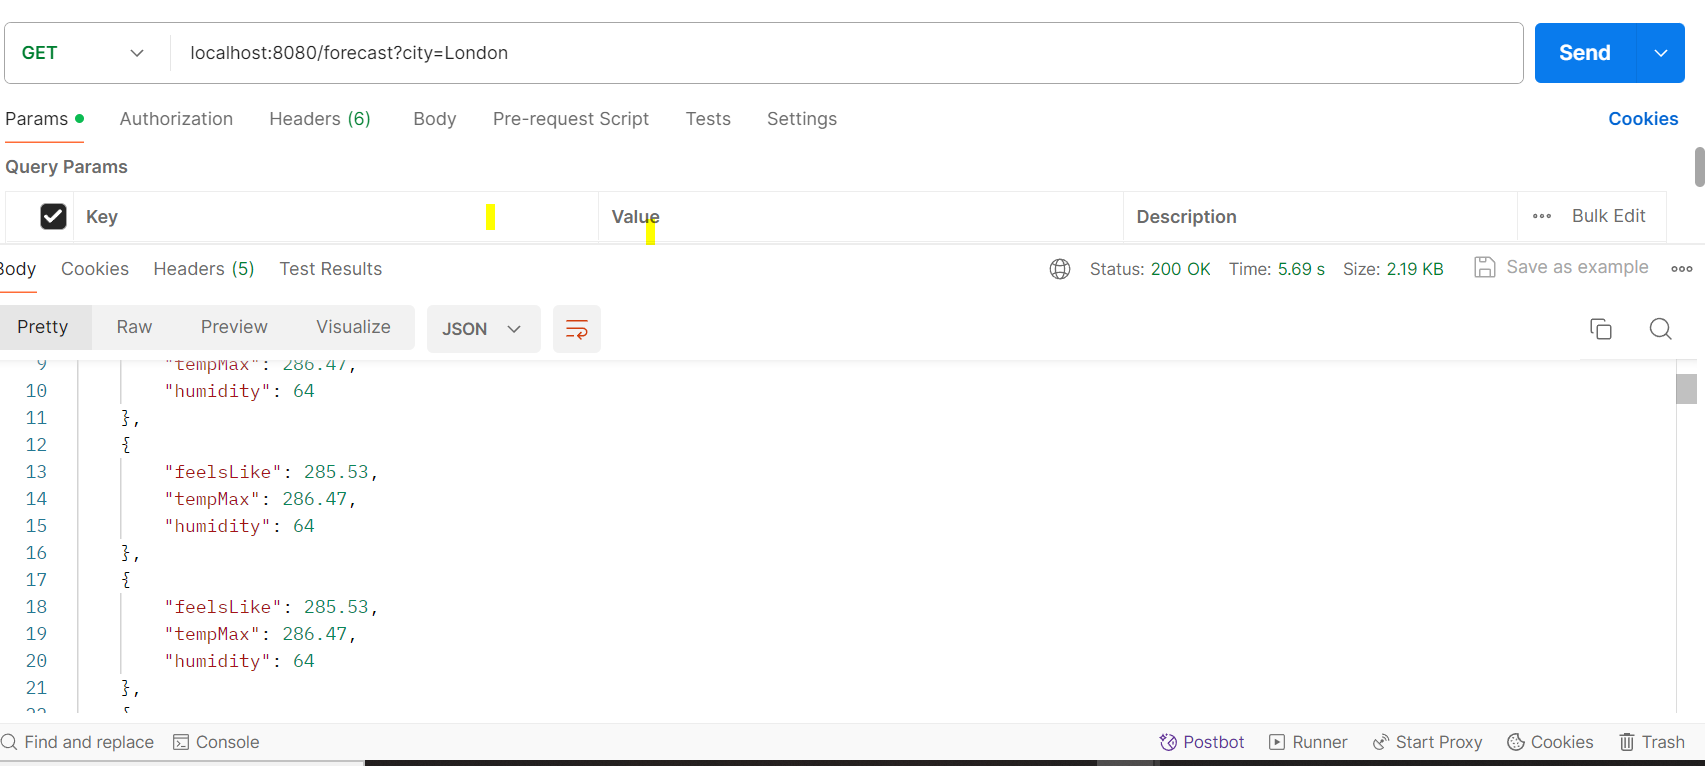 GET localhost:8080/forecast?city=London Send
Params Authorization Headers (6) Body Pre-request Script Tests Settings Cookies
Query Params
Key Value Description Bulk Edit
Body Cookies Headers (5) Test Results Status: 200 OK Time: 5.69 s Size: 2.19 KB Save as example
Pretty Raw Preview Visualize JSON
9 "tempMax": 286.47,
10 "humidity": 64
11 },
12 {
13 "feelsLike": 285.53,
14 "tempMax": 286.47,
15 "humidity": 64
16 },
17 {
18 "feelsLike": 285.53,
19 "tempMax": 286.47,
20 "humidity": 64
21 },
22 {
Find and replace Console Postbot Runner Start Proxy Cookies Trash